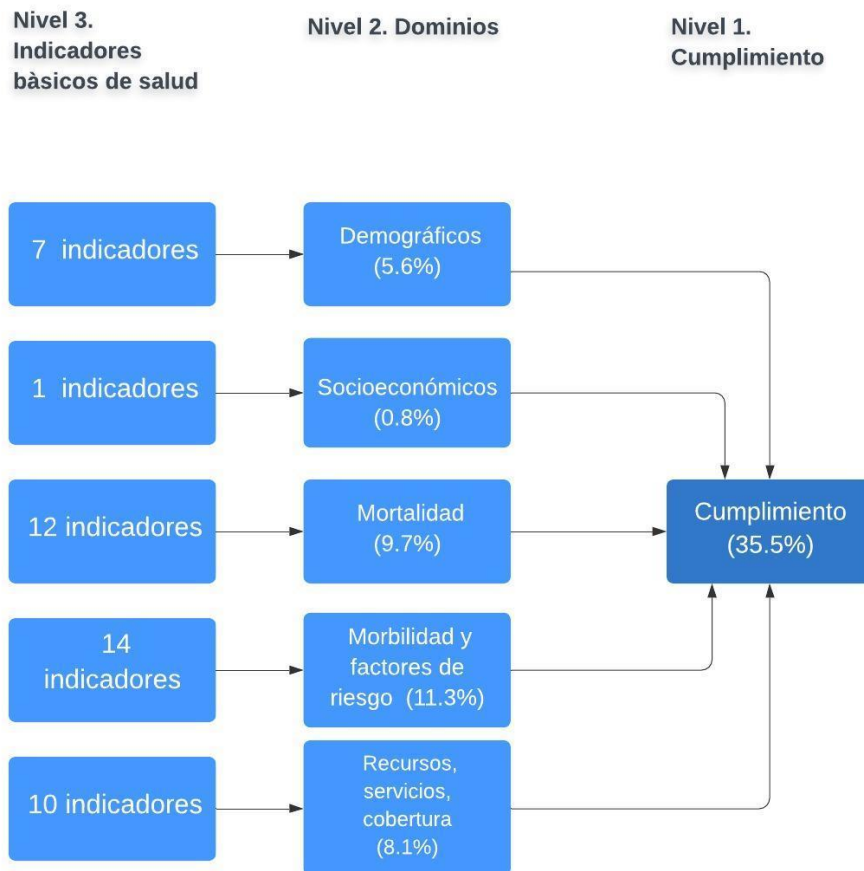 Nivel 3.
Indicadores
bàsicos de salud
Nivel 2. Dominios
Nivel 1.
Cumplimiento
7 indicadores
Demográficos
(5.6%)
1 indicadores
Socioeconómicos
(0.8%)
12 indicadores
Mortalidad
(9.7%)
Cumplimiento
(35.5%)
14
indicadores
Morbilidad y
factores de
riesgo (11.3%)
10 indicadores
Recursos,
servicios,
cobertura
(8.1%)